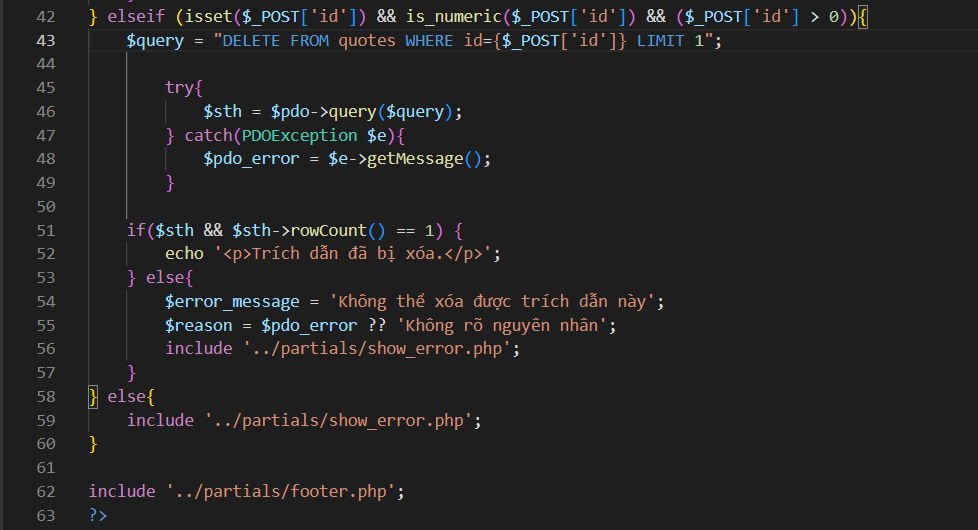 42 } elseif (isset($_POST['id']) && is_numeric($_POST['id']) && ($_POST['id'] > 0)){
43 $query = "DELETE FROM quotes WHERE id={$_POST['id']} LIMIT 1";
44
45 try{
46 $sth = $pdo->query($query);
47 } catch(PDOException $e){
48 $pdo_error = $e->getMessage();
49 }
50
51 if($sth && $sth->rowCount() == 1) {
52 echo '<p>Trích dẫn đã bị xóa.</p>';
53 } else{
54 $error_message = 'Không thể xóa được trích dẫn này';
55 $reason = $pdo_error ?? 'Không rõ nguyên nhân';
56 include '../partials/show_error.php';
57 }
58 } else{
59 include '../partials/show_error.php';
60 }
61
62 include '../partials/footer.php';
63 ?>